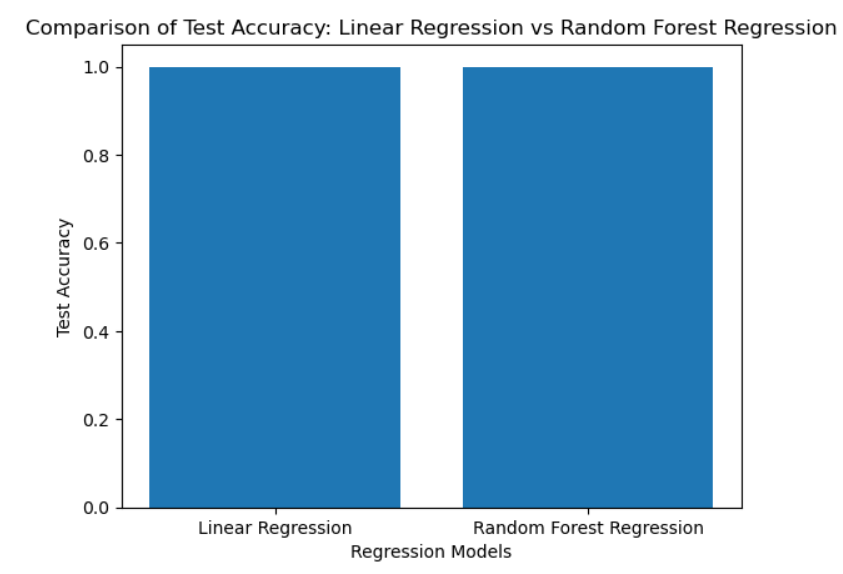 Comparison of Test Accuracy: Linear Regression vs Random Forest Regression
1.0
0.8
0.6
0.4
0.2
0.0
Test Accuracy
Linear Regression
Random Forest Regression
Regression Models